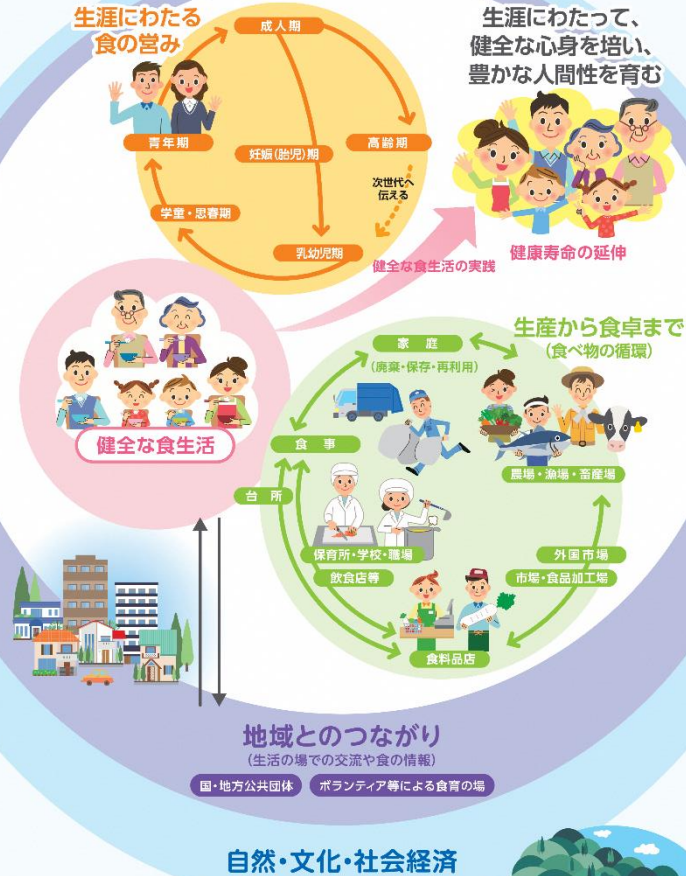 生涯にわたる
食の営み
成人期
青年期
妊娠(胎児)期
高齢期
次世代へ
伝える
学童・思春期
乳幼児期
生涯にわたって、
健全な心身を培い、
豊かな人間性を育む
健康寿命の延伸
健全な食生活の実践
健全な食生活
生産から食卓まで
(食べ物の循環)
家庭
(廃棄・保存・再利用)
食事
農場・漁場・畜産場
台所
保育所・学校・職場
飲食店等
外国市場
市場・食品加工場
食料品店
地域とのつながり
(生活の場での交流や食の情報)
国・地方公共団体
ボランティア等による食育の場
自然・文化・社会経済